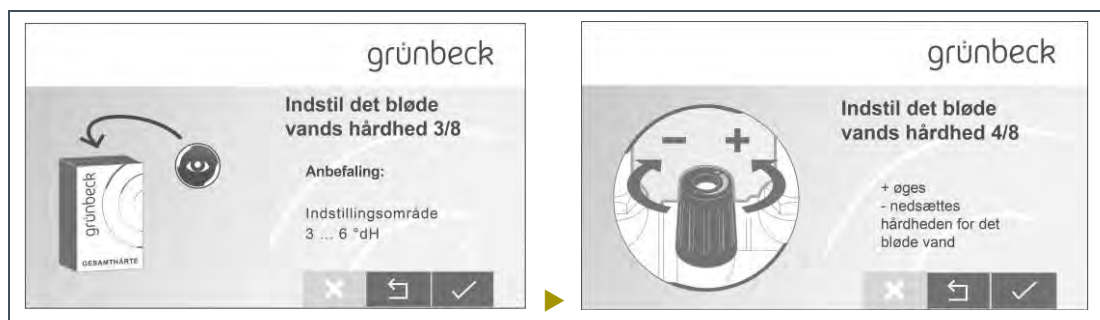 grünbeck
Indstil det bløde
vands hårdhed 3/8
Anbefaling:
Indstillingsområde
3 ... 6 °dH
grünbeck
GESAMTHÄRTE
grünbeck
Indstil det bløde
vands hårdhed 4/8
+ øges
- nedsættes
hårdheden for det
bløde vand